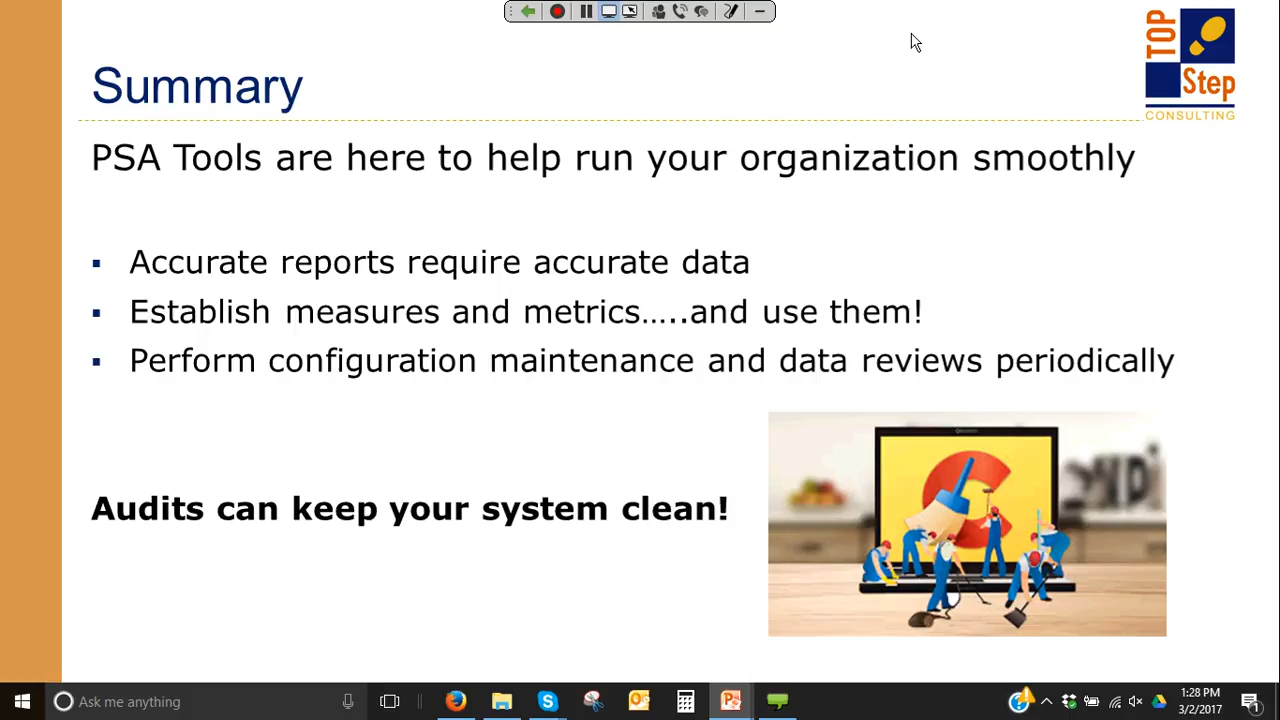 TOP
Step
CONSULTING
Summary
PSA Tools are here to help run your organization smoothly
▪ Accurate reports require accurate data
▪ Establish measures and metrics…..and use them!
▪ Perform configuration maintenance and data reviews periodically
Audits can keep your system clean!
Ask me anything
1:28 PM
3/2/2017